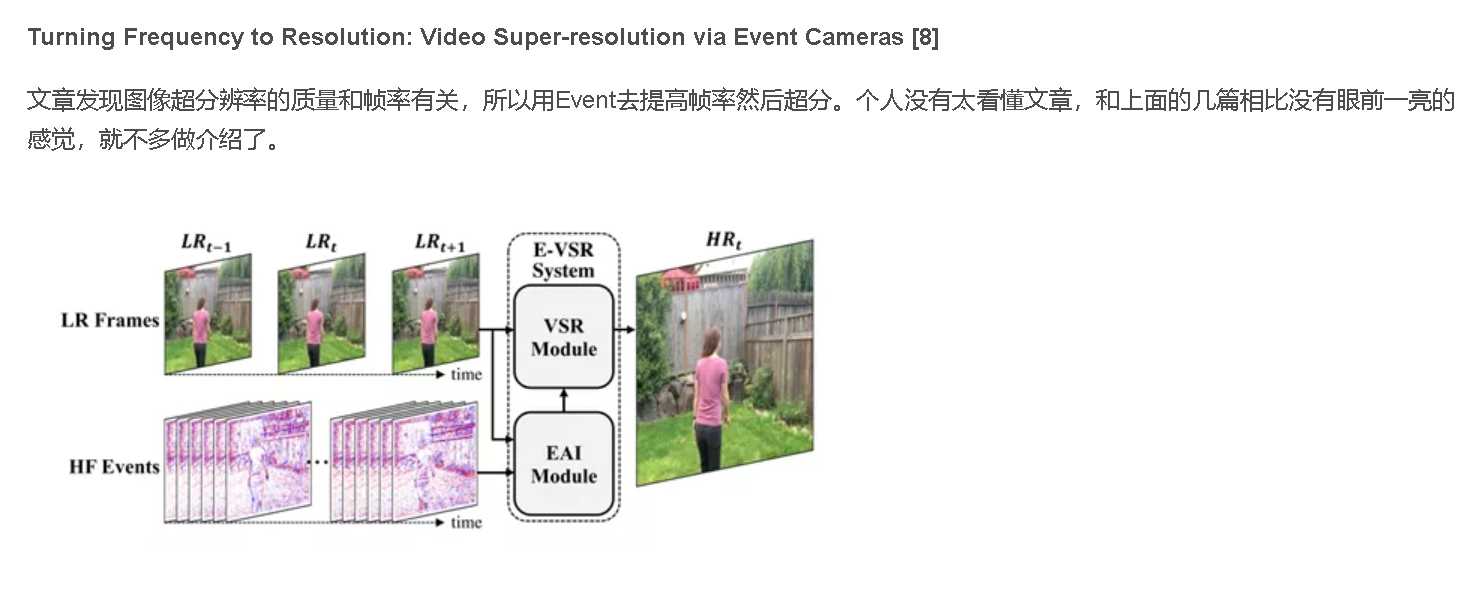 Turning Frequency to Resolution: Video Super-resolution via Event Cameras [8]
文章发现图像超分辨率的质量和帧率有关，所以用Event去提高帧率然后超分。个人没有太看懂文章，和上面的几篇相比没有眼前一亮的
感觉，就不多做介绍了。
LRt−1
LRt
LRt+1
E-VSR
System
HRt
LR Frames
VSR
Module
time
HF Events
...
EAI
Module
time